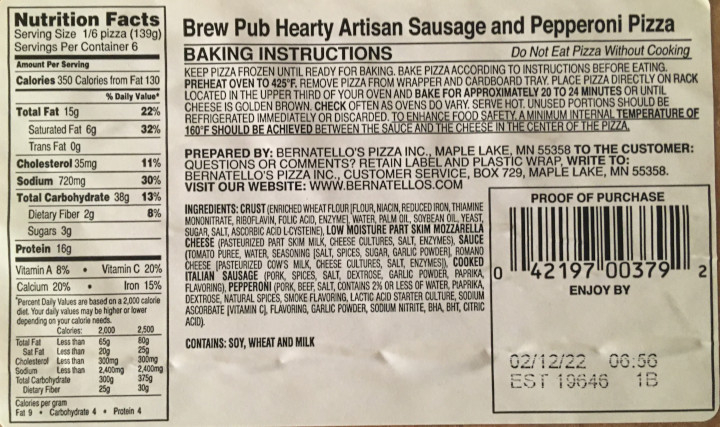 Nutrition Facts
Serving Size 1/6 pizza (139g)
Servings Per Container 6
Amount Per Serving
Calories 350 Calories from Fat 130
% Daily Value*
Total Fat 15g 22%
Saturated Fat 6g 32%
Trans Fat 0g
Cholesterol 35mg 11%
Sodium 720mg 30%
Total Carbohydrate 38g 13%
Dietary Fiber 2g 8%
Sugars 3g
Protein 16g
Vitamin A 8% • Vitamin C 20%
Calcium 20% • Iron 15%
*Percent Daily Values are based on a 2,000 calorie
diet. Your daily values may be higher or lower
depending on your calorie needs.
Calories: 2,000 2,500
Total Fat Less than 65g 80g
Sat Fat Less than 20g 25g
Cholesterol Less than 300mg 300mg
Sodium Less than 2,400mg 2,400mg
Total Carbohydrate 300g 375g
Dietary Fiber 25g 30g
Calories per gram
Fat 9 • Carbohydrate 4 • Protein 4
Brew Pub Hearty Artisan Sausage and Pepperoni Pizza
BAKING INSTRUCTIONS Do Not Eat Pizza Without Cooking
KEEP PIZZA FROZEN UNTIL READY FOR BAKING. BAKE PIZZA ACCORDING TO INSTRUCTIONS BEFORE EATING.
PREHEAT OVEN TO 425°F. REMOVE PIZZA FROM WRAPPER AND CARDBOARD TRAY. PLACE PIZZA DIRECTLY ON RACK
LOCATED IN THE UPPER THIRD OF YOUR OVEN AND BAKE FOR APPROXIMATELY 20 TO 24 MINUTES OR UNTIL
CHEESE IS GOLDEN BROWN. CHECK OFTEN AS OVENS DO VARY. SERVE HOT. UNUSED PORTIONS SHOULD BE
REFRIGERATED IMMEDIATELY OR DISCARDED. TO ENHANCE FOOD SAFETY, A MINIMUM INTERNAL TEMPERATURE OF
160°F SHOULD BE ACHIEVED BETWEEN THE SAUCE AND THE CHEESE IN THE CENTER OF THE PIZZA.
PREPARED BY: BERNATELLO'S PIZZA INC., MAPLE LAKE, MN 55358 TO THE CUSTOMER:
QUESTIONS OR COMMENTS? RETAIN LABEL AND PLASTIC WRAP, WRITE TO:
BERNATELLO'S PIZZA INC., CUSTOMER SERVICE, BOX 729, MAPLE LAKE, MN 55358.
VISIT OUR WEBSITE: WWW.BERNATELLOS.COM
INGREDIENTS: CRUST (ENRICHED WHEAT FLOUR [FLOUR, NIACIN, REDUCED IRON, THIAMINE
MONONITRATE, RIBOFLAVIN, FOLIC ACID, ENZYME], WATER, PALM OIL, SOYBEAN OIL, YEAST,
SUGAR, SALT, ASCORBIC ACID L-CYSTEINE), LOW MOISTURE PART SKIM MOZZARELLA
CHEESE (PASTEURIZED PART SKIM MILK, CHEESE CULTURES, SALT, ENZYMES), SAUCE
(TOMATO PUREE, WATER, SEASONING [SALT, SPICES, SUGAR, GARLIC POWDER], ROMANO
CHEESE [PASTEURIZED COW'S MILK, CHEESE CULTURES, SALT, ENZYMES]), COOKED
ITALIAN SAUSAGE (PORK, SPICES, SALT, DEXTROSE, GARLIC POWDER, PAPRIKA,
FLAVORING), PEPPERONI (PORK, BEEF, SALT, CONTAINS 2% OR LESS OF WATER, PAPRIKA,
DEXTROSE, NATURAL SPICES, SMOKE FLAVORING, LACTIC ACID STARTER CULTURE, SODIUM
ASCORBATE [VITAMIN C], FLAVORING, GARLIC POWDER, SODIUM NITRITE, BHA, BHT, CITRIC
ACID).
CONTAINS: SOY, WHEAT AND MILK
PROOF OF PURCHASE
0 42197 00379 2
ENJOY BY
02/12/22 06:56
EST 19646 1B